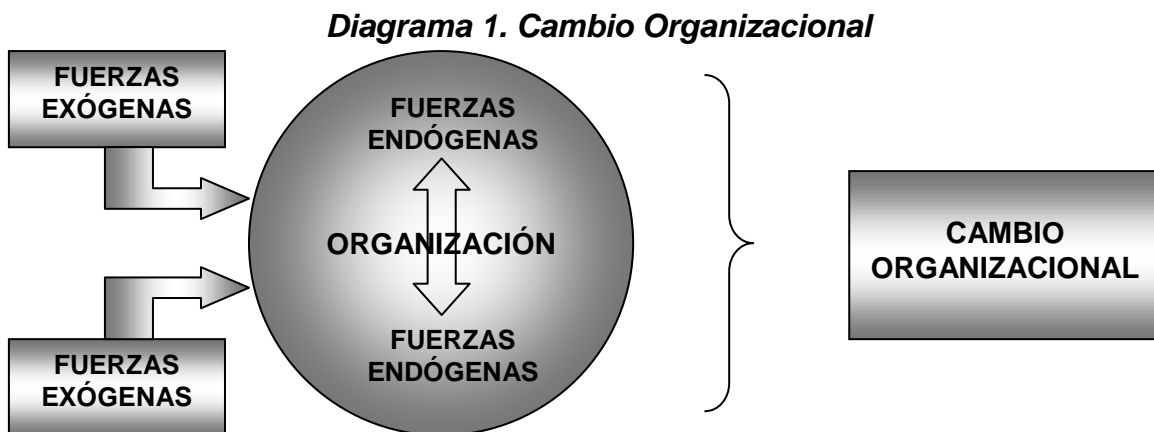 Diagrama 1. Cambio Organizacional
FUERZAS
EXÓGENAS
FUERZAS
ENDÓGENAS
ORGANIZACIÓN
FUERZAS
ENDÓGENAS
FUERZAS
EXÓGENAS
CAMBIO
ORGANIZACIONAL